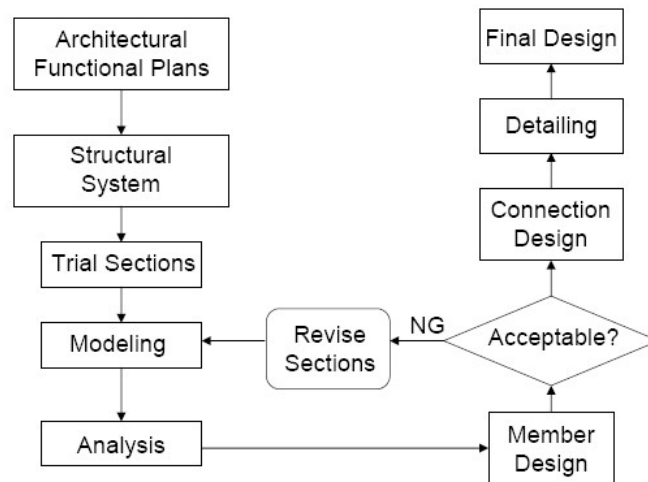 Architectural
Functional Plans
Structural
System
Trial Sections
Modeling
Analysis
Revise
Sections
NG
Acceptable?
Member
Design
Connection
Design
Detailing
Final Design